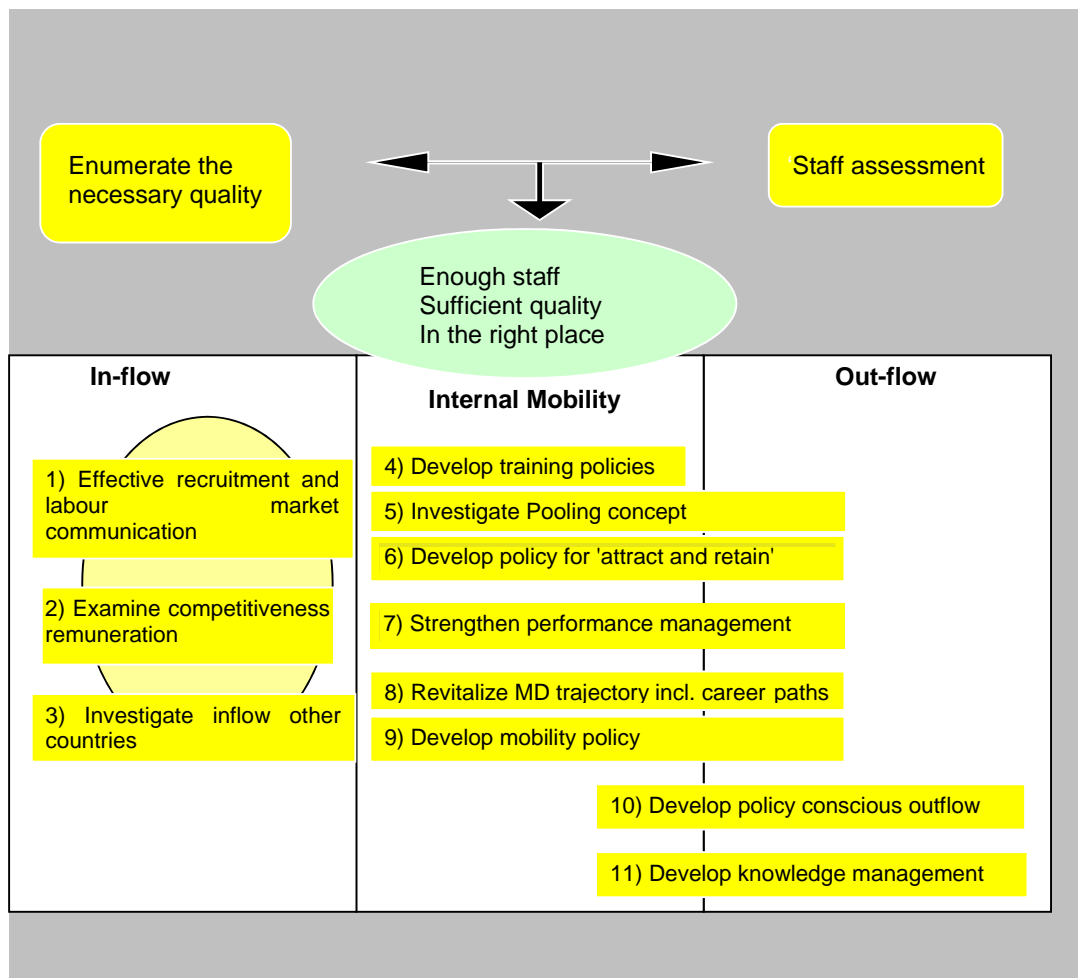 Enumerate the
necessary quality
Staff assessment
Enough staff
Sufficient quality
In the right place
In-flow
Internal Mobility
Out-flow
1) Effective recruitment and
labour market
communication
2) Examine competitiveness
remuneration
3) Investigate inflow other
countries
4) Develop training policies
5) Investigate Pooling concept
6) Develop policy for 'attract and retain'
7) Strengthen performance management
8) Revitalize MD trajectory incl. career paths
9) Develop mobility policy
10) Develop policy conscious outflow
11) Develop knowledge management